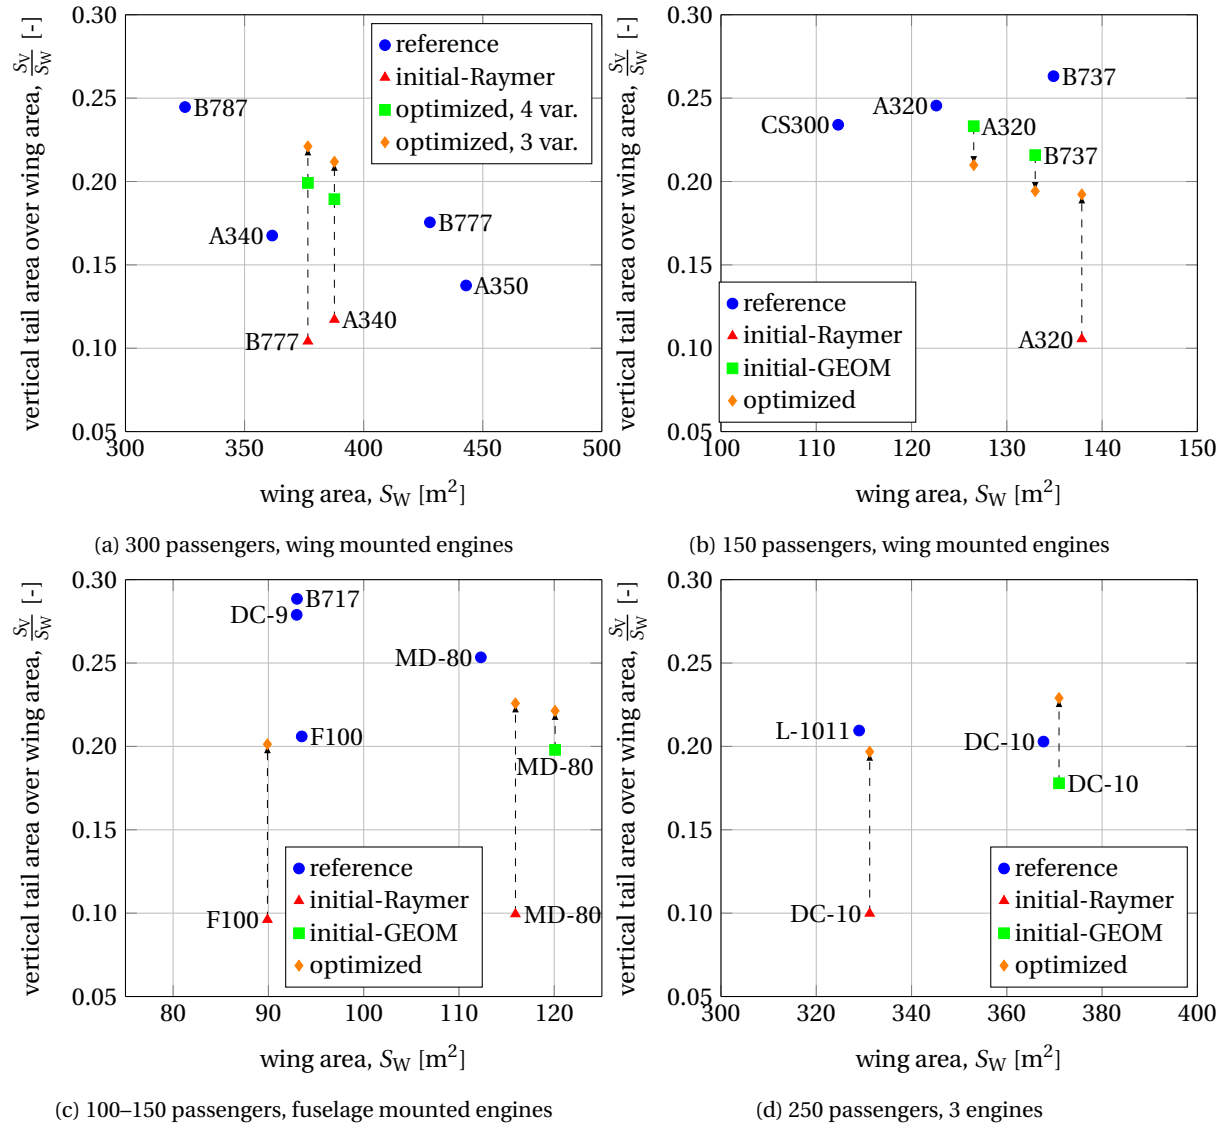 vertical tail area over wing area, S_V/S_W [-]
0.30
0.25
0.20
0.15
0.10
0.05
300 350 400 450 500
wing area, S_W [m²]
reference
initial-Raymer
optimized, 4 var.
optimized, 3 var.
B787
A340
B777
A350
A340
B777
(a) 300 passengers, wing mounted engines
vertical tail area over wing area, S_V/S_W [-]
0.30
0.25
0.20
0.15
0.10
0.05
100 110 120 130 140 150
wing area, S_W [m²]
B737
A320
CS300
A320
B737
A320
reference
initial-Raymer
initial-GEOM
optimized
(b) 150 passengers, wing mounted engines
vertical tail area over wing area, S_V/S_W [-]
0.30
0.25
0.20
0.15
0.10
0.05
80 90 100 110 120
wing area, S_W [m²]
B717
DC-9
MD-80
F100
MD-80
F100
MD-80
reference
initial-Raymer
initial-GEOM
optimized
(c) 100–150 passengers, fuselage mounted engines
vertical tail area over wing area, S_V/S_W [-]
0.30
0.25
0.20
0.15
0.10
0.05
300 320 340 360 380 400
wing area, S_W [m²]
L-1011
DC-10
DC-10
DC-10
reference
initial-Raymer
initial-GEOM
optimized
(d) 250 passengers, 3 engines